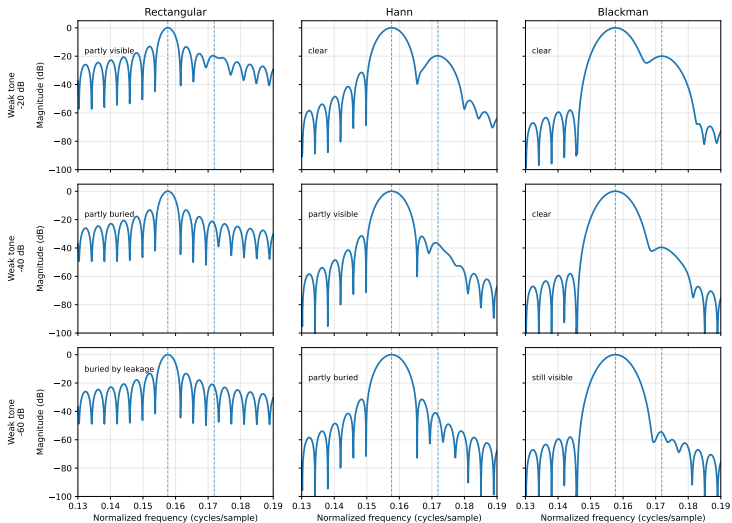 Rectangular
Hann
Blackman
Weak tone
-20 dB
Magnitude (dB)
0
−20
−40
−60
−80
−100
partly visible
clear
clear
Weak tone
-40 dB
Magnitude (dB)
0
−20
−40
−60
−80
−100
partly buried
partly visible
clear
Weak tone
-60 dB
Magnitude (dB)
0
−20
−40
−60
−80
−100
buried by leakage
partly buried
still visible
0.13 0.14 0.15 0.16 0.17 0.18 0.19
0.13 0.14 0.15 0.16 0.17 0.18 0.19
0.13 0.14 0.15 0.16 0.17 0.18 0.19
Normalized frequency (cycles/sample)
Normalized frequency (cycles/sample)
Normalized frequency (cycles/sample)